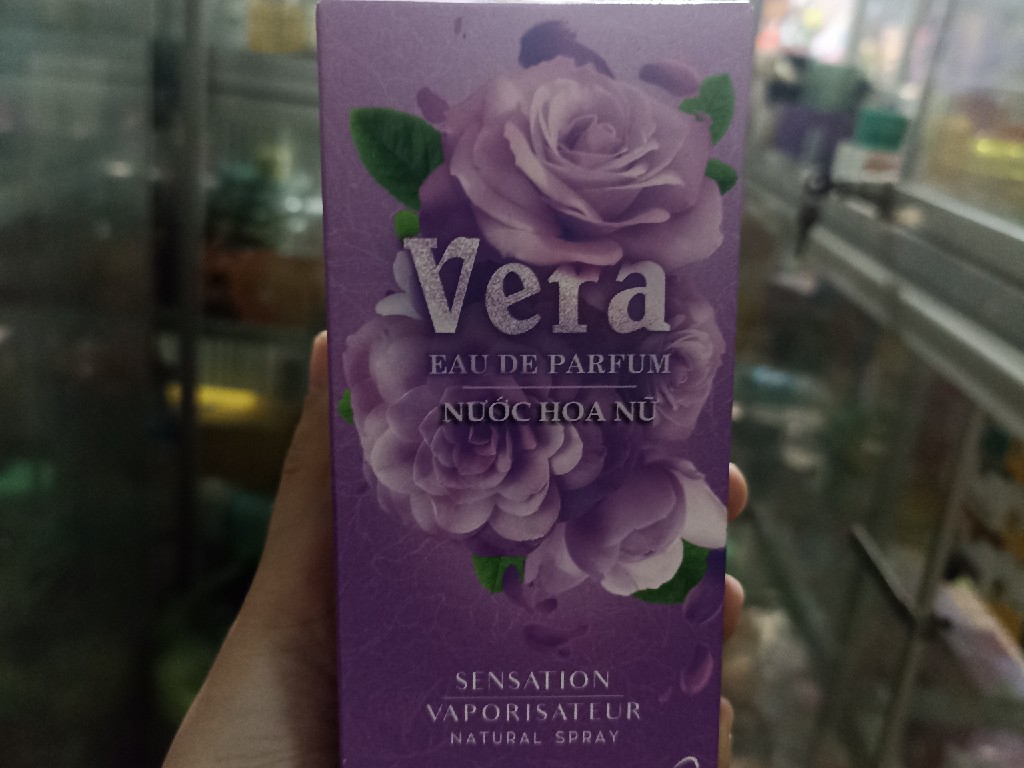 Vera
EAU DE PARFUM
NƯỚC HOA NỮ
SENSATION
VAPORISATEUR
NATURAL SPRAY